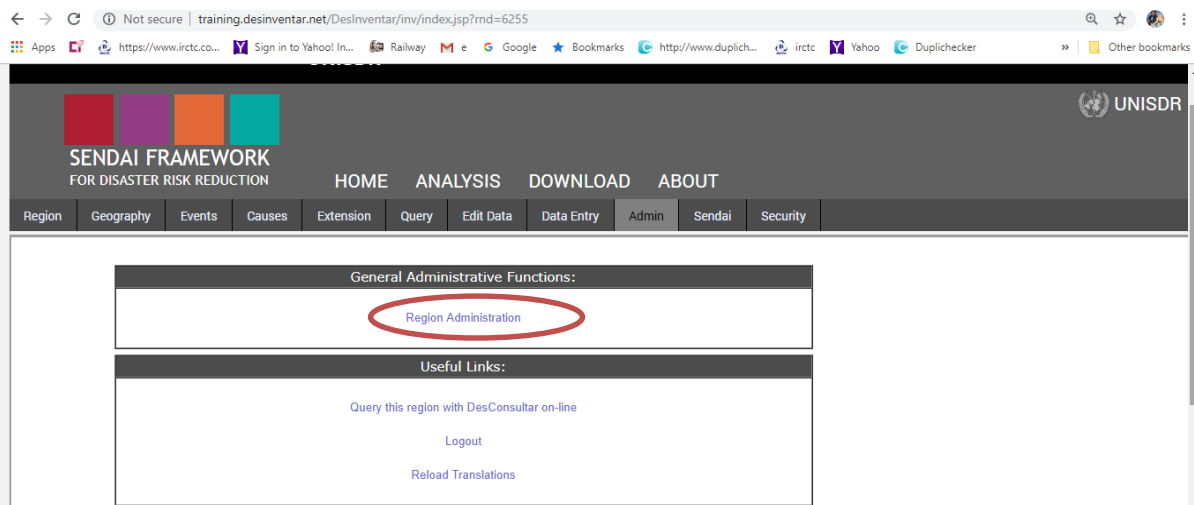 Not secure | training.desinventar.net/DesInventar/inv/index.jsp?rnd=6255
Apps https://www.irctc.co... Sign in to Yahoo! In... Railway e Google Bookmarks http://www.duplich... irctc Yahoo Duplichecker » Other bookmarks
UNISDR
SENDAI FRAMEWORK
FOR DISASTER RISK REDUCTION
HOME ANALYSIS DOWNLOAD ABOUT
Region Geography Events Causes Extension Query Edit Data Data Entry Admin Sendai Security
General Administrative Functions:
Region Administration
Useful Links:
Query this region with DesConsultar on-line
Logout
Reload Translations